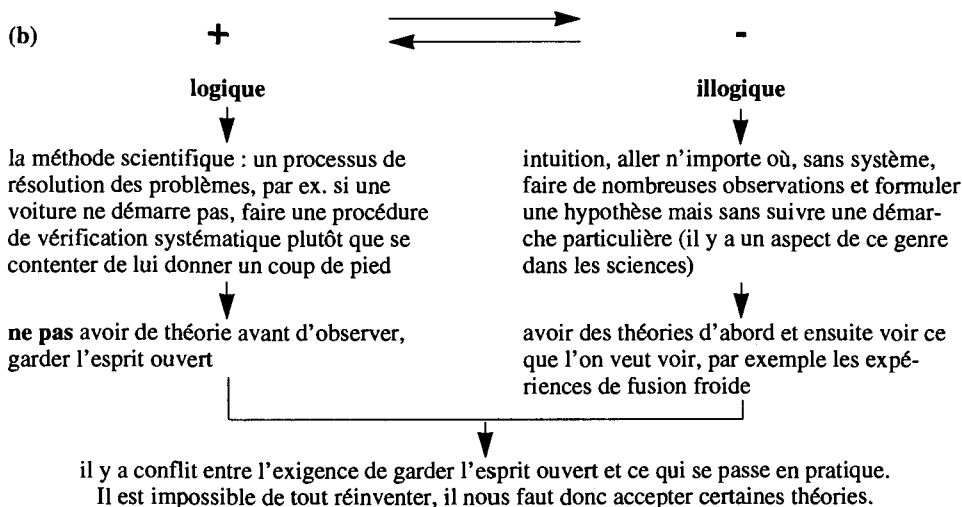 (b) + -
logique
illogique
la méthode scientifique : un processus de
résolution des problèmes, par ex. si une
voiture ne démarre pas, faire une procédure
de vérification systématique plutôt que se
contenter de lui donner un coup de pied
intuition, aller n'importe où, sans système,
faire de nombreuses observations et formuler
une hypothèse mais sans suivre une démar-
che particulière (il y a un aspect de ce genre
dans les sciences)
ne pas avoir de théorie avant d'observer,
garder l'esprit ouvert
avoir des théories d'abord et ensuite voir ce
que l'on veut voir, par exemple les expé-
riences de fusion froide
il y a conflit entre l'exigence de garder l'esprit ouvert et ce qui se passe en pratique.
Il est impossible de tout réinventer, il nous faut donc accepter certaines théories.